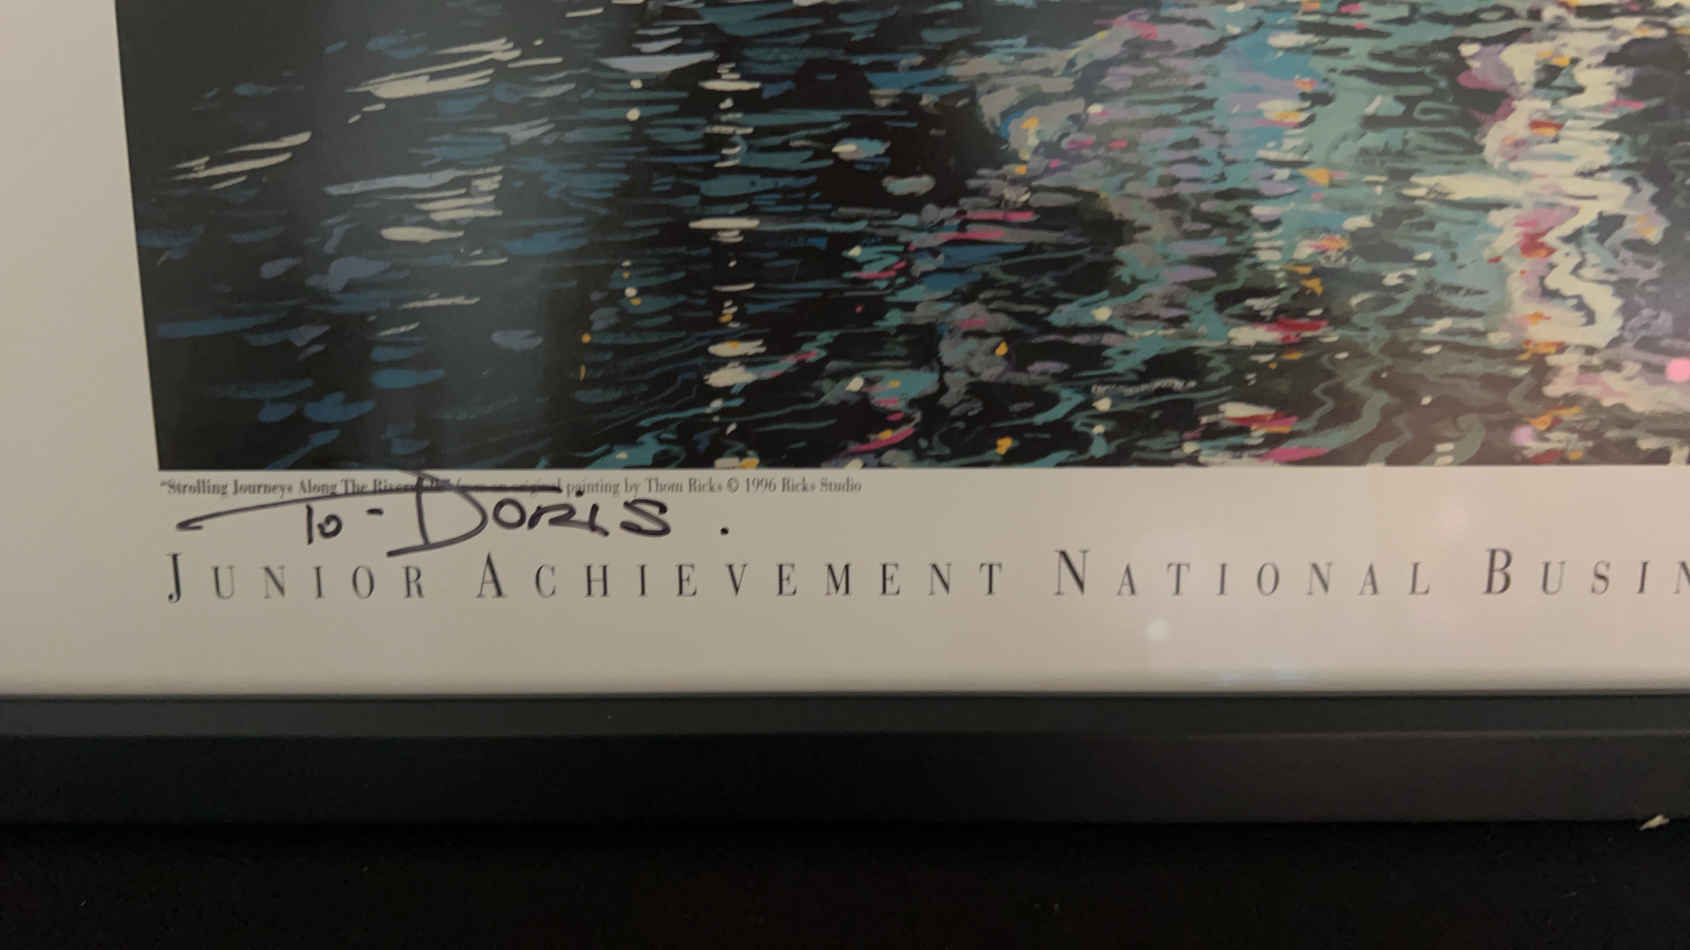 "Strolling Journeys Along The River from an original painting by Thom Ricks © 1996 Ricks Studio
To - DORIS .
JUNIOR ACHIEVEMENT NATIONAL BUSIN